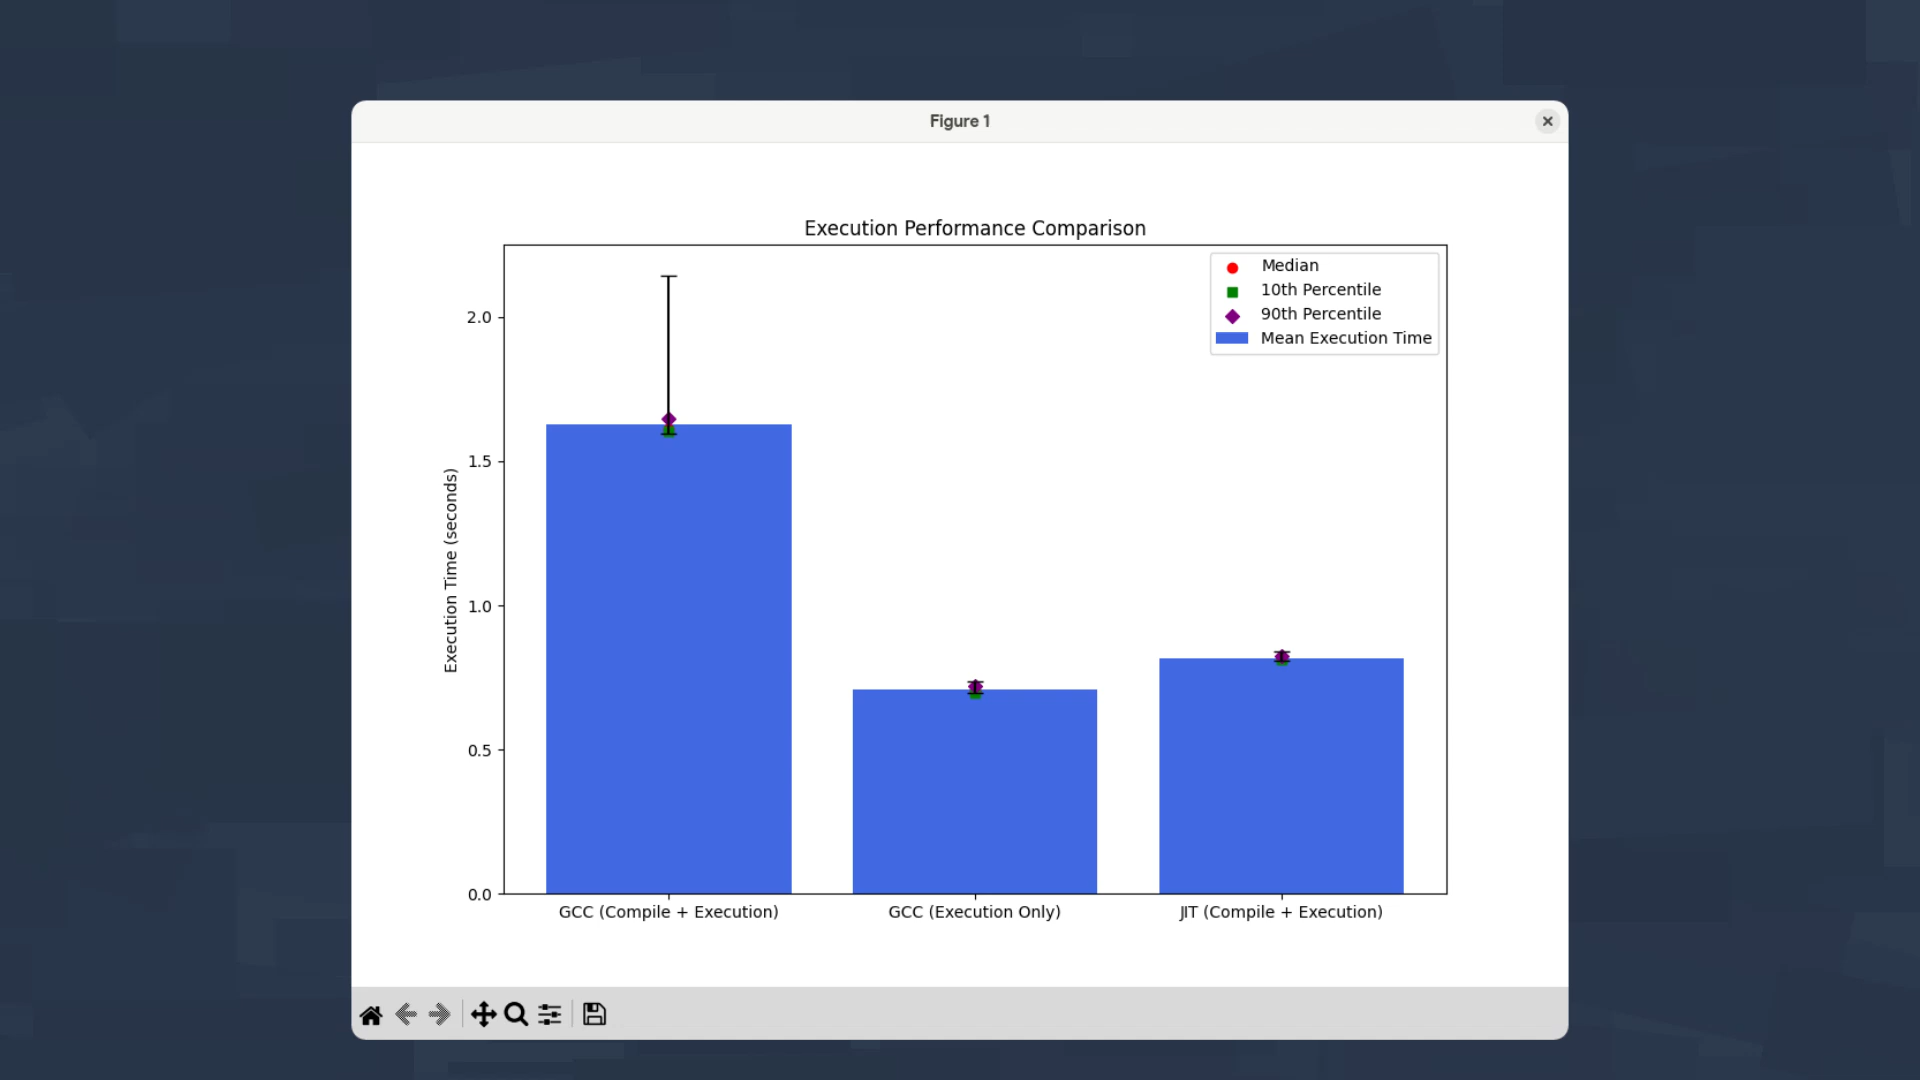 Figure 1
Execution Performance Comparison
Median
10th Percentile
90th Percentile
Mean Execution Time
Execution Time (seconds)
2.0
1.5
1.0
0.5
0.0
GCC (Compile + Execution)
GCC (Execution Only)
JIT (Compile + Execution)